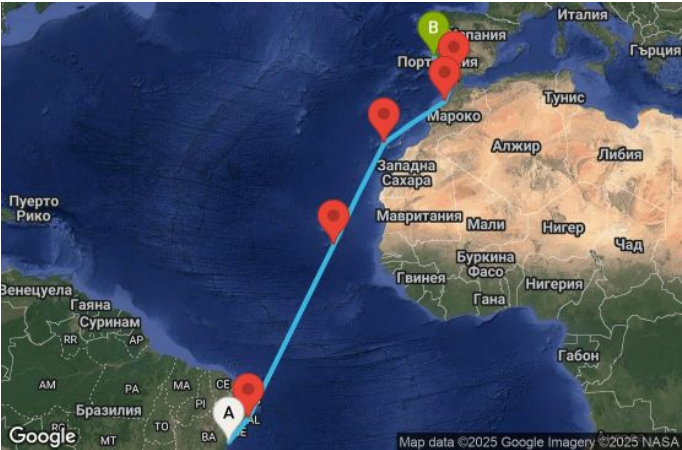 Италия
B
Испания
Гърция
Португалия
Тунис
Мароко
Алжир
Либия
Западна
Сахара
Пуерто
Рико
Мавритания
Мали
Нигер
Чад
Буркина
Фасо
Гвинея
Нигерия
Гана
Венецуела
Гаяна
Суринам
RR
AP
Габон
AM
PA
MA
CE
PI
Бразилия
A
AL
TO
BA
SE
MT
Google
Map data ©2025 Google Imagery ©2025 NASA